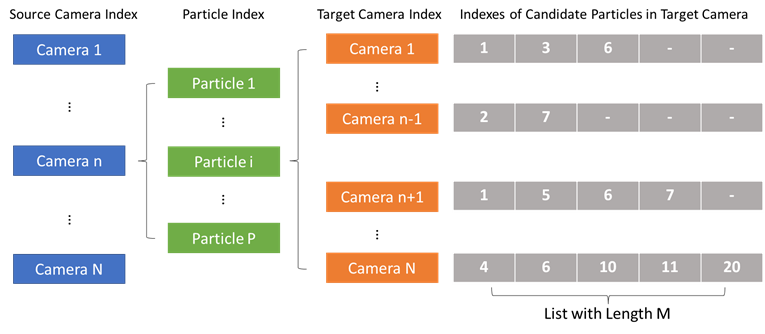 Source Camera Index Particle Index Target Camera Index Indexes of Candidate Particles in Target Camera
Camera 1 Camera 1 1 3 6 - -
Particle 1
⋮ ⋮
⋮ Camera n-1 2 7 - - -
Camera n Particle i
⋮ Camera n+1 1 5 6 7 -
⋮ ⋮
Particle P
Camera N Camera N 4 6 10 11 20
List with Length M